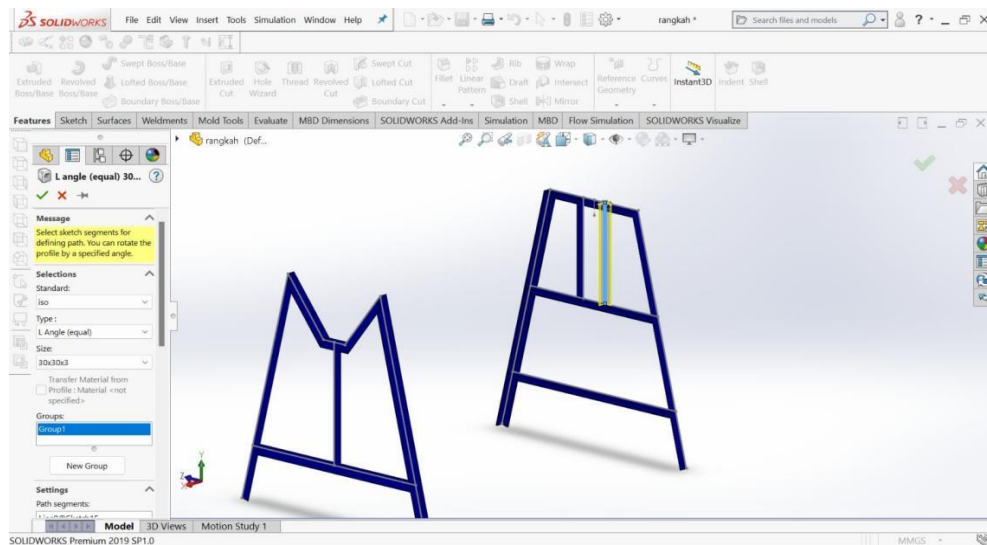 DS SOLIDWORKS File Edit View Insert Tools Simulation Window Help rangkah * Search files and models
Extruded Boss/Base Revolved Boss/Base Swept Boss/Base Lofted Boss/Base Boundary Boss/Base Extruded Cut Hole Wizard Thread Revolved Cut Swept Cut Lofted Cut Boundary Cut Fillet Linear Pattern Rib Draft Shell Wrap Intersect Mirror Reference Geometry Curves Instant3D Indent Shell
Features Sketch Surfaces Weldments Mold Tools Evaluate MBD Dimensions SOLIDWORKS Add-Ins Simulation MBD Flow Simulation SOLIDWORKS Visualize
rangkah (Def...
L angle (equal) 30...
Message
Select sketch segments for
defining path. You can rotate the
profile by a specified angle.
Selections
Standard:
iso
Type :
L Angle (equal)
Size:
30x30x3
Transfer Material from
Profile : Material <not
specified>
Groups:
Group1
New Group
Settings
Path segments:
Y
Z
Model 3D Views Motion Study 1
SOLIDWORKS Premium 2019 SP1.0 MMGS